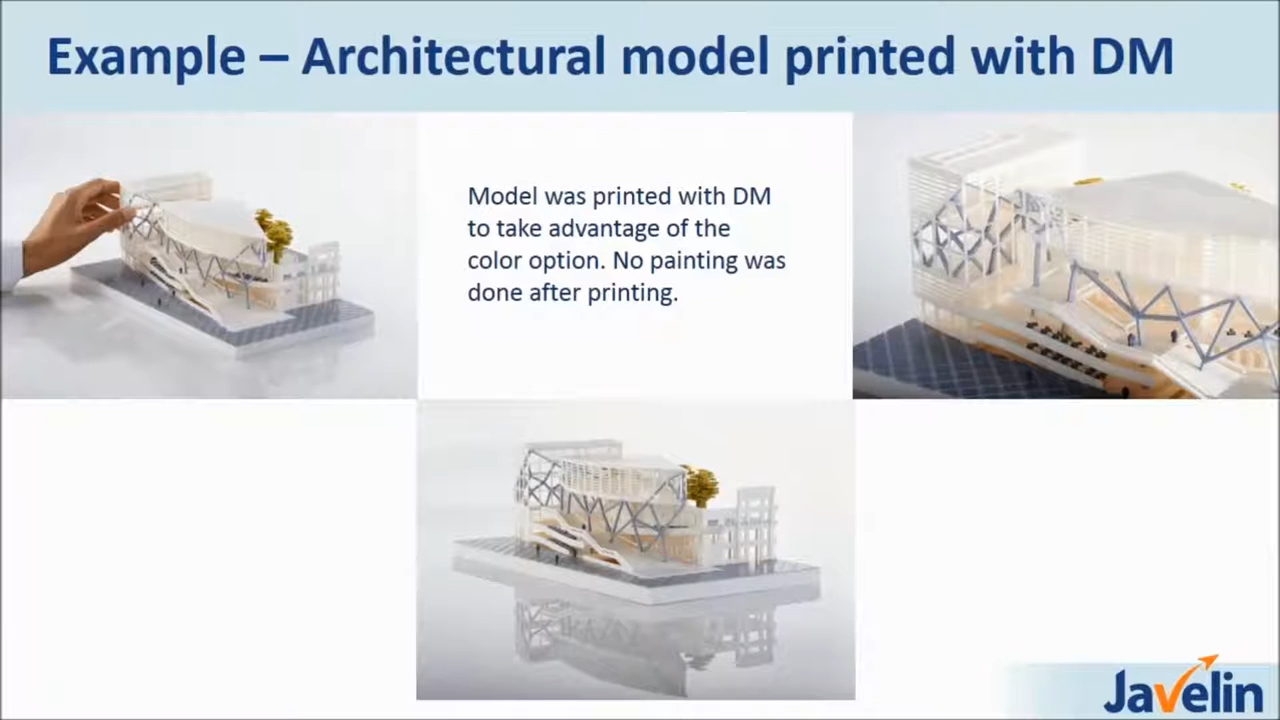 Example – Architectural model printed with DM
Model was printed with DM
to take advantage of the
color option. No painting was
done after printing.
Javelin